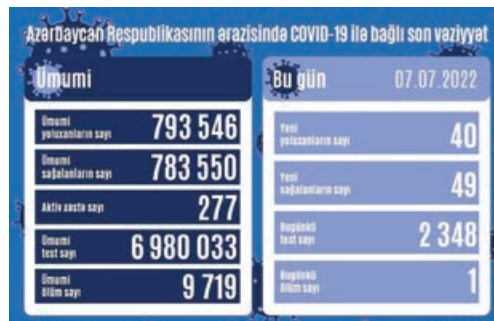 Azərbaycan Respublikasının ərazisində COVID-19 ilə bağlı son vəziyyət
Ümumi
Ümumi
yoluxanların sayı
793 546
Ümumi
sağalanların sayı
783 550
Aktiv xəstə sayı
277
Ümumi
test sayı
6 980 033
Ümumi
ölüm sayı
9 719
Bu gün
07.07.2022
Yeni
yoluxanların sayı
40
Yeni
sağalanların sayı
49
Bugünkü
test sayı
2 348
Bugünkü
ölüm sayı
1